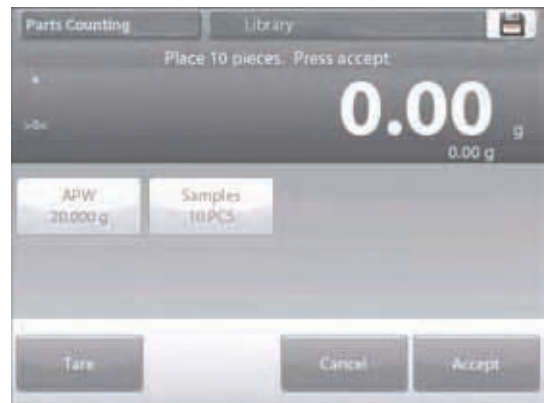 Parts Counting Library
Place 10 pieces. Press accept
*
>0<
0.00 g
0.00 g
APW Samples
20.000 g 10 PCS
Tare Cancel Accept